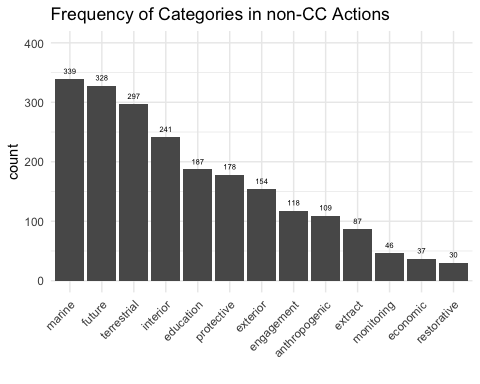 Frequency of Categories in non-CC Actions
400
300
200
100
0
count
339
328
297
241
187
178
154
118
109
87
46
37
30
marine
future
terrestrial
interior
education
protective
exterior
engagement
anthropogenic
extract
monitoring
economic
restorative